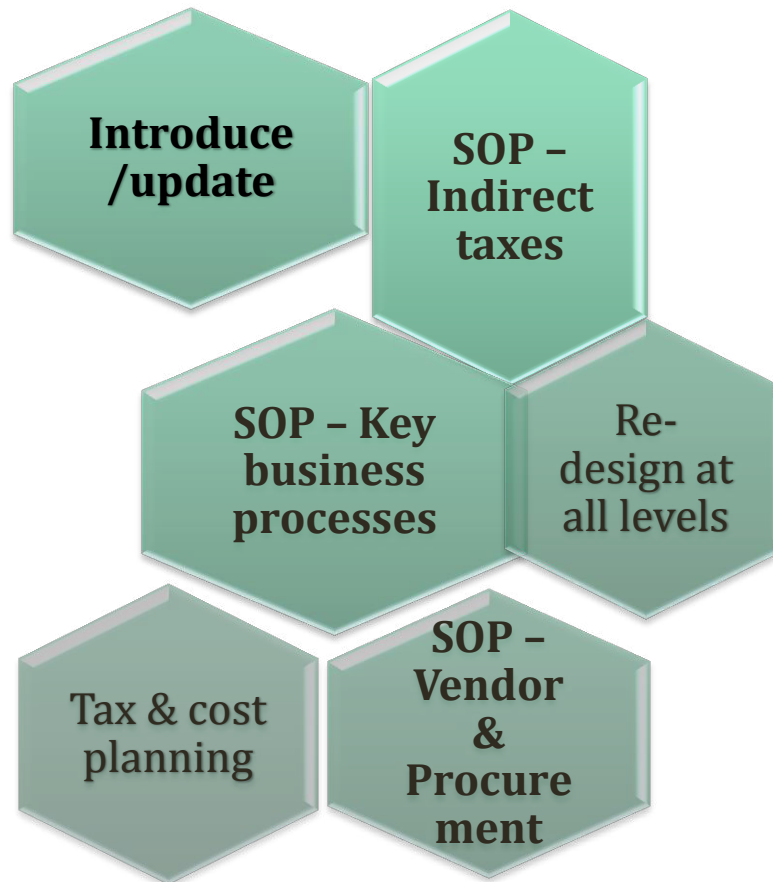 Introduce
/update
SOP –
Indirect
taxes
SOP – Key
business
processes
Re-
design at
all levels
Tax & cost
planning
SOP –
Vendor
&
Procure
ment